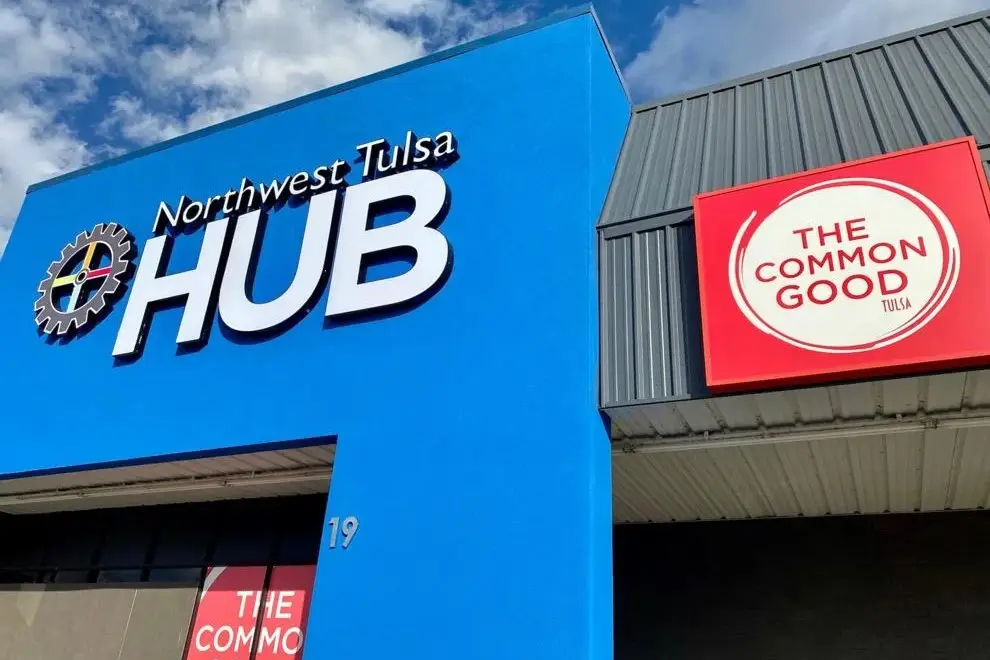 Northwest Tulsa
HUB
THE
COMMON
GOOD
TULSA
19
THE
COMMO